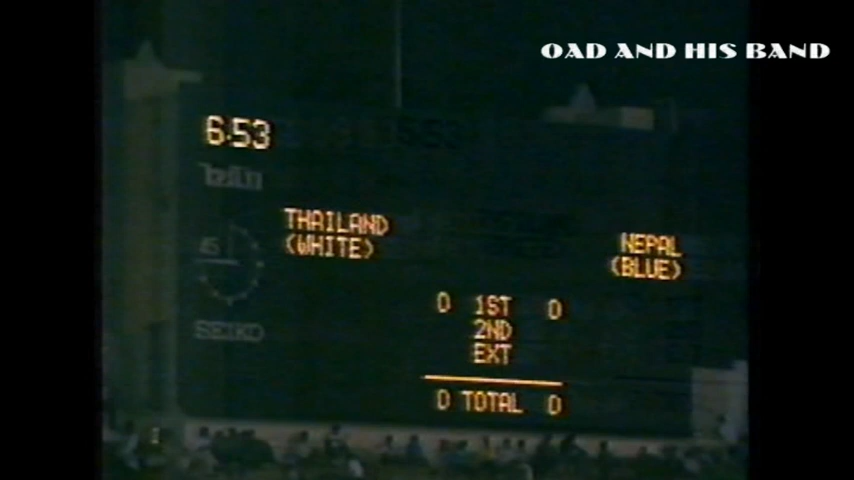 OAD AND HIS BAND
6:53
THAILAND
(WHITE)
NEPAL
(BLUE)
45
0 1ST 0
2ND
EXT
0 TOTAL 0
SEIKO